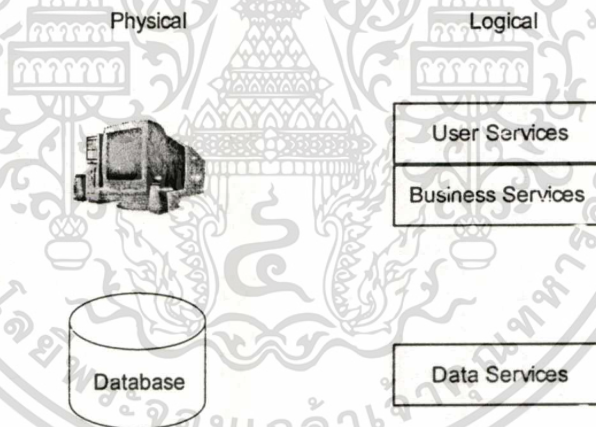 Physical
Logical
User Services
Business Services
Database
Data Services